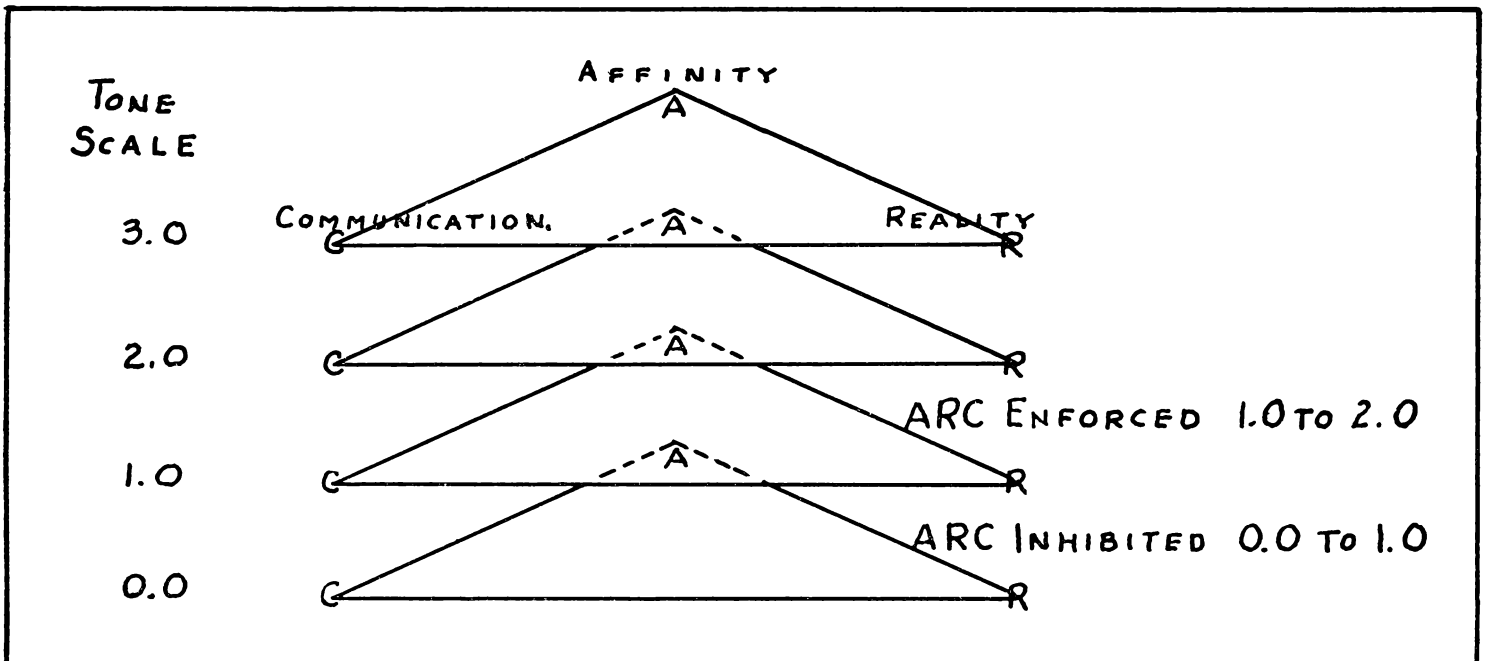 AFFINITY
TONE
SCALE
A
3.0
COMMUNICATION.
A
REALITY
C
R
2.0
A
C
R
ARC ENFORCED 1.0 TO 2.0
1.0
A
C
R
ARC INHIBITED 0.0 TO 1.0
0.0
C
R